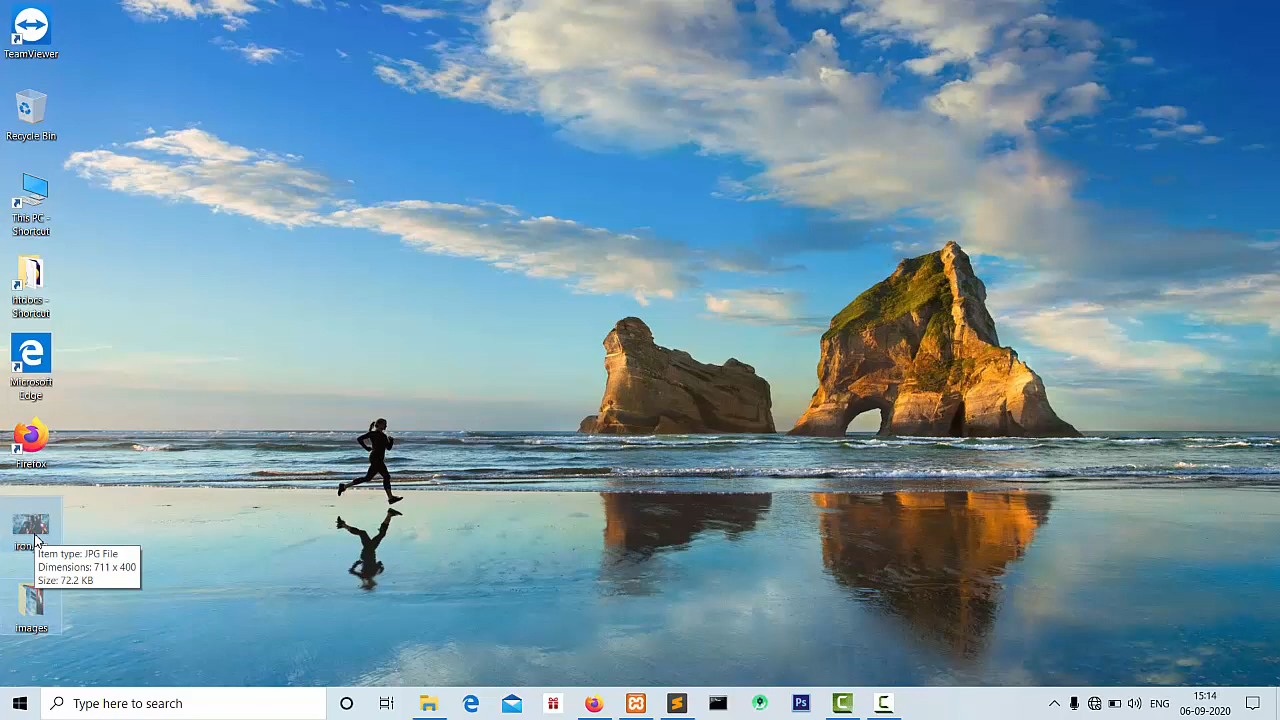 TeamViewer
Recycle Bin
This PC -
Shortcut
htdocs -
Shortcut
Microsoft
Edge
Firefox
Item type: JPG File
Dimensions: 711 x 400
Size: 72.2 KB
images
Type here to search
Ps
ENG
15:14
06-09-2020